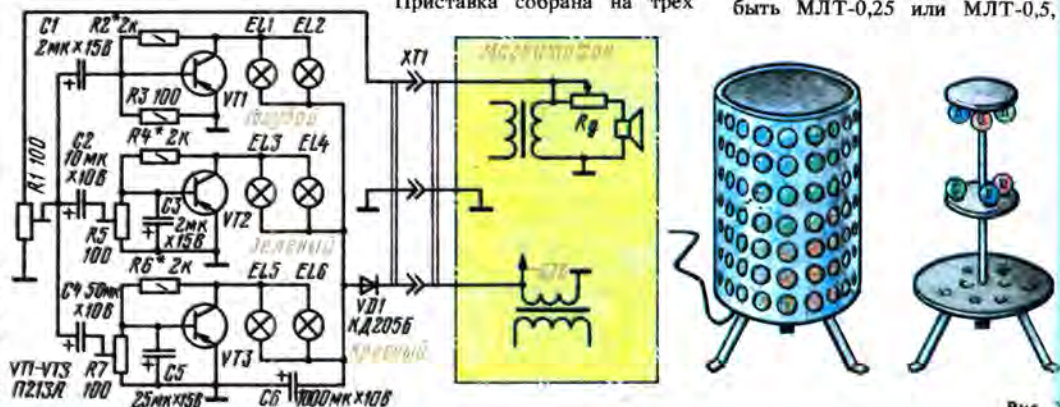 Приставка собрана на трех
быть МЛТ-0,25 или МЛТ-0,5,
C1
2мк×15В
R2* 2к
EL1
EL2
VT1
R3 100
голубой
R4* 2к
EL3
EL4
R1 100
C2
10мк
×10В
C3
2мк
×15В
VT2
R5
100
зеленый
R6* 2к
EL5
EL6
C4 50мк
×10В
VD1
КД205Б
VT3
красный
VT1-VT3
П213А
R7
100
C5
25мк×15В
C6
1000мк×10В
XT1
Магнитофон
Rд
Рис.